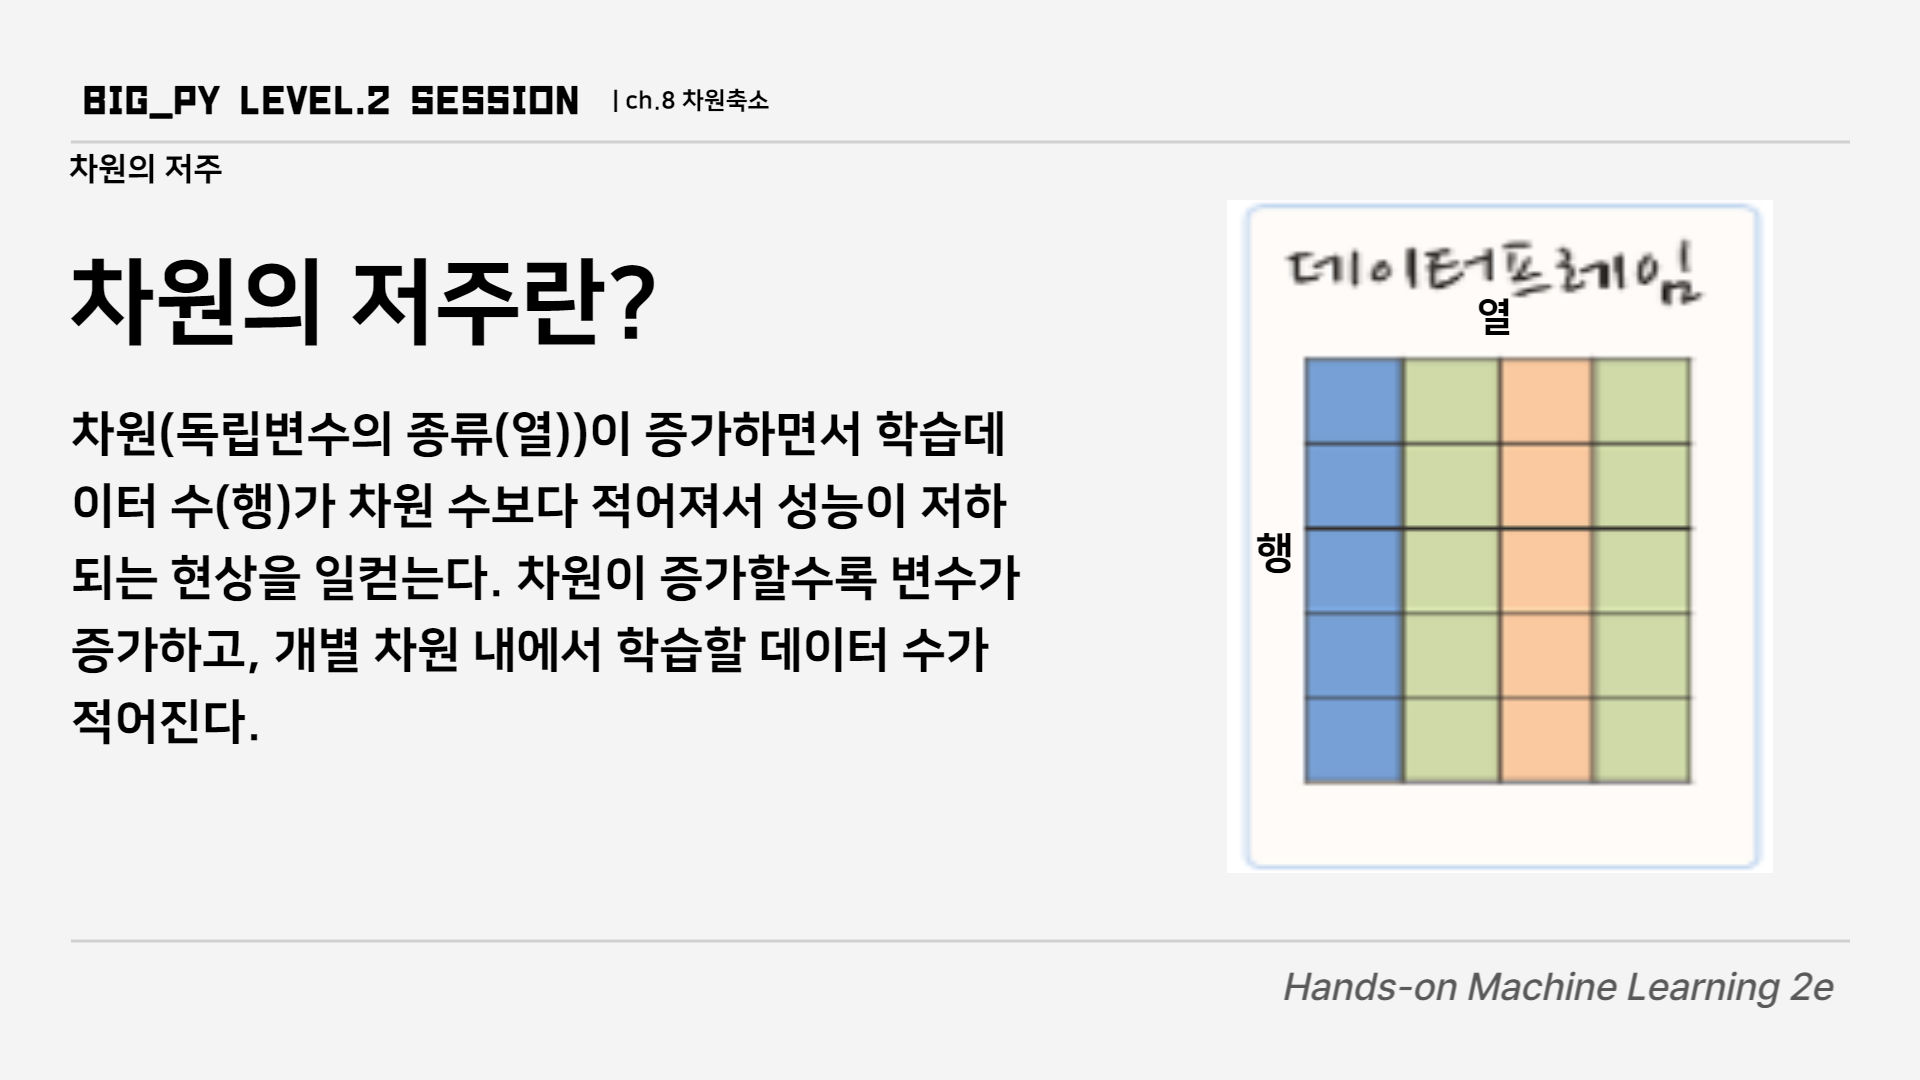 BIG_PY LEVEL.2 SESSION | ch.8 차원축소
차원의 저주
차원의 저주란?
차원(독립변수의 종류(열))이 증가하면서 학습데
이터 수(행)가 차원 수보다 적어져서 성능이 저하
되는 현상을 일컫는다. 차원이 증가할수록 변수가
증가하고, 개별 차원 내에서 학습할 데이터 수가
적어진다.
데이터프레임
열
행
Hands-on Machine Learning 2e